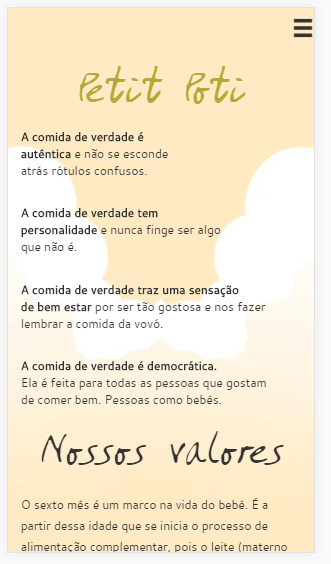 Petit Poti
A comida de verdade é
autêntica e não se esconde
atrás rótulos confusos.
A comida de verdade tem
personalidade e nunca finge ser algo
que não é.
A comida de verdade traz uma sensação
de bem estar por ser tão gostosa e nos fazer
lembrar a comida da vovó.
A comida de verdade é democrática.
Ela é feita para todas as pessoas que gostam
de comer bem. Pessoas como bebês.
Nossos valores
O sexto mês é um marco na vida do bebê. É a
partir dessa idade que se inicia o processo de
alimentação complementar, pois o leite (materno